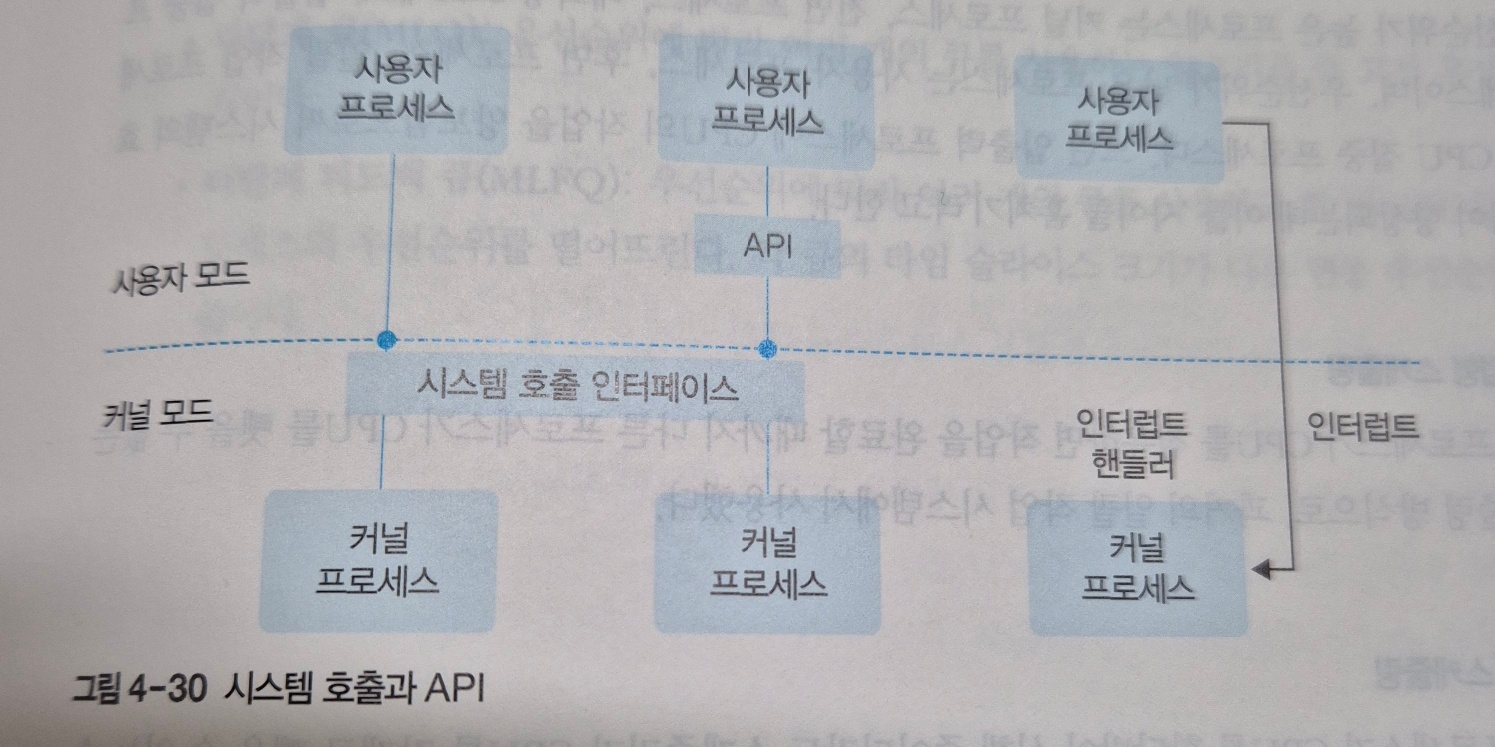 사용자
프로세스
사용자
프로세스
사용자
프로세스
API
사용자 모드
시스템 호출 인터페이스
커널 모드
인터럽트
핸들러
인터럽트
커널
프로세스
커널
프로세스
커널
프로세스
그림 4-30 시스템 호출과 API